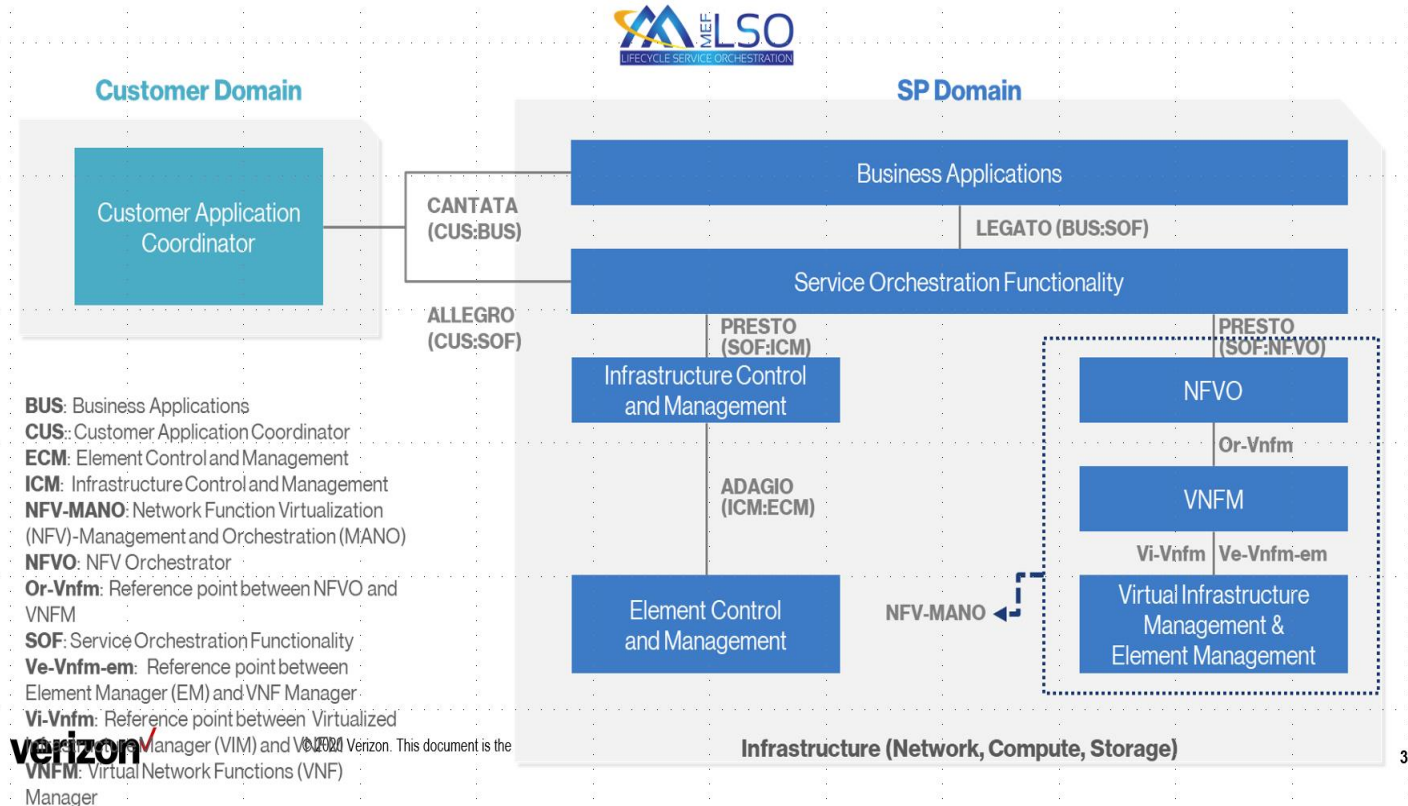 MEF LSO
LIFECYCLE SERVICE ORCHESTRATION
Customer Domain
SP Domain
Customer Application
Coordinator
CANTATA
(CUS:BUS)
ALLEGRO
(CUS:SOF)
Business Applications
LEGATO (BUS:SOF)
Service Orchestration Functionality
PRESTO
(SOF:ICM)
PRESTO
(SOF:NFVO)
Infrastructure Control
and Management
NFVO
Or-Vnfm
ADAGIO
(ICM:ECM)
VNFM
Vi-Vnfm
Ve-Vnfm-em
Element Control
and Management
NFV-MANO
Virtual Infrastructure
Management &
Element Management
BUS: Business Applications
CUS:: Customer Application Coordinator
ECM: Element Control and Management
ICM: Infrastructure Control and Management
NFV-MANO: Network Function Virtualization
(NFV)-Management and Orchestration (MANO)
NFVO: NFV Orchestrator
Or-Vnfm: Reference point between NFVO and
VNFM
SOF: Service Orchestration Functionality
Ve-Vnfm-em: Reference point between
Element Manager (EM) and VNF Manager
Vi-Vnfm: Reference point between Virtualized
Manager (VIM) and
VNFM: Virtual Network Functions (VNF)
Manager
verizon
Verizon. This document is the
Infrastructure (Network, Compute, Storage)
3